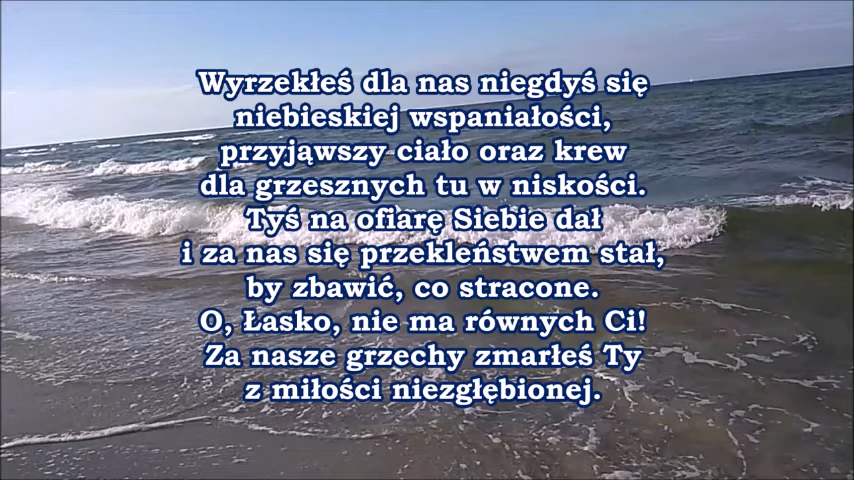 Wyrzekłeś dla nas niegdyś się
niebieskiej wspaniałości,
przyjąwszy ciało oraz krew
dla grzesznych tu w niskości.
Tyś na ofiarę Siebie dał
i za nas się przekleństwem stał,
by zbawić, co stracone.
O, Łasko, nie ma równych Ci!
Za nasze grzechy zmarłeś Ty
z miłości niezgłębionej.